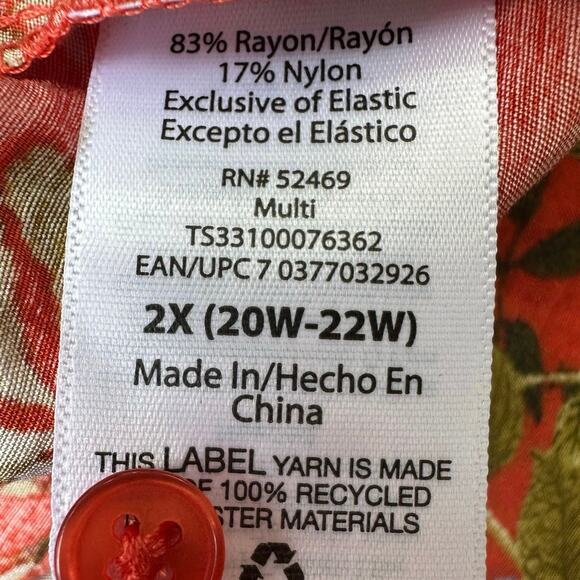 83% Rayon/Rayón
17% Nylon
Exclusive of Elastic
Excepto el Elástico
RN# 52469
Multi
TS33100076362
EAN/UPC 7 0377032926
2X (20W-22W)
Made In/Hecho En
China
THIS LABEL YARN IS MADE
100% RECYCLED
MATERIALS